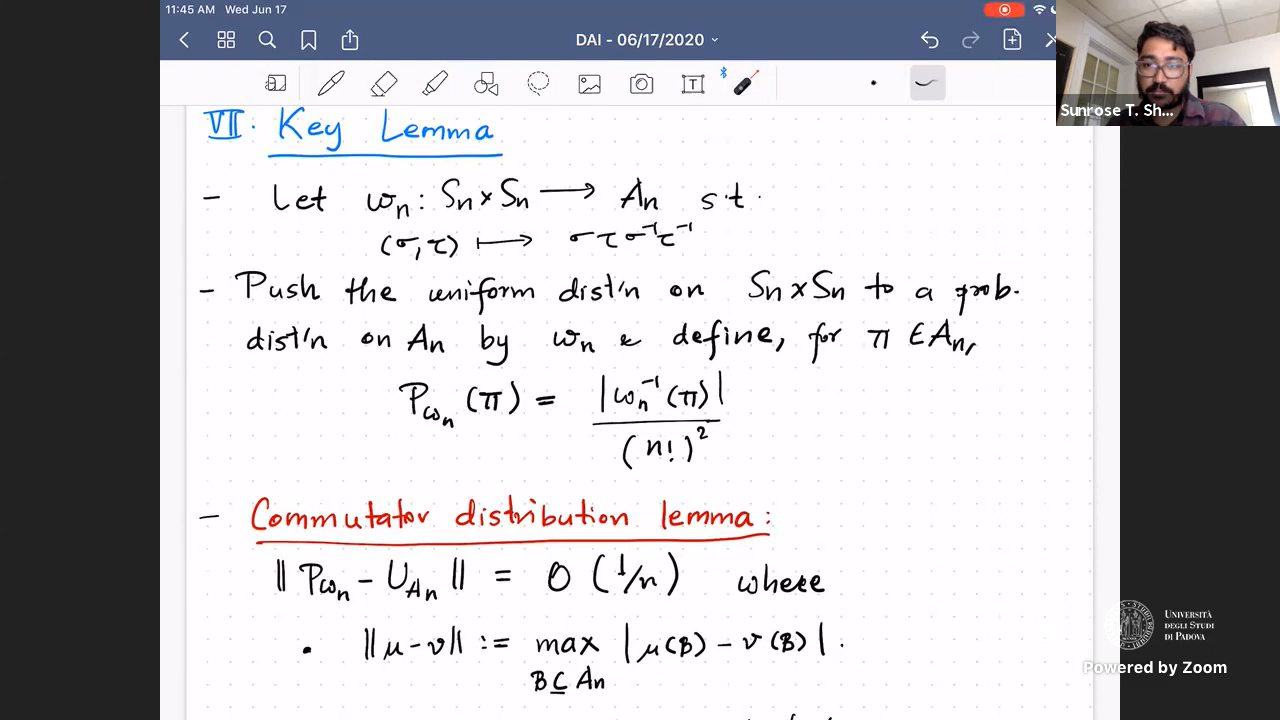 11:45 AM Wed Jun 17
DAI - 06/17/2020
T
Sunrose T. Sh...
VII. Key Lemma
- Let ωn : Sn × Sn ⟶ An s.t.
(σ, τ) ⟼ σ τ σ⁻¹ τ⁻¹
- Push the uniform dist'n on Sn × Sn to a prob.
dist'n on An by ωn & define, for π ∈ An,
Pωn (π) = |ωn⁻¹(π)| / (n!)²
- Commutator distribution lemma:
|| Pωn - UAn || = O (1/n) where
• ||μ - ν|| := max |μ(B) - ν(B)|.
B ⊆ An
UNIVERSITÀ
DEGLI STUDI
DI PADOVA
Powered by Zoom